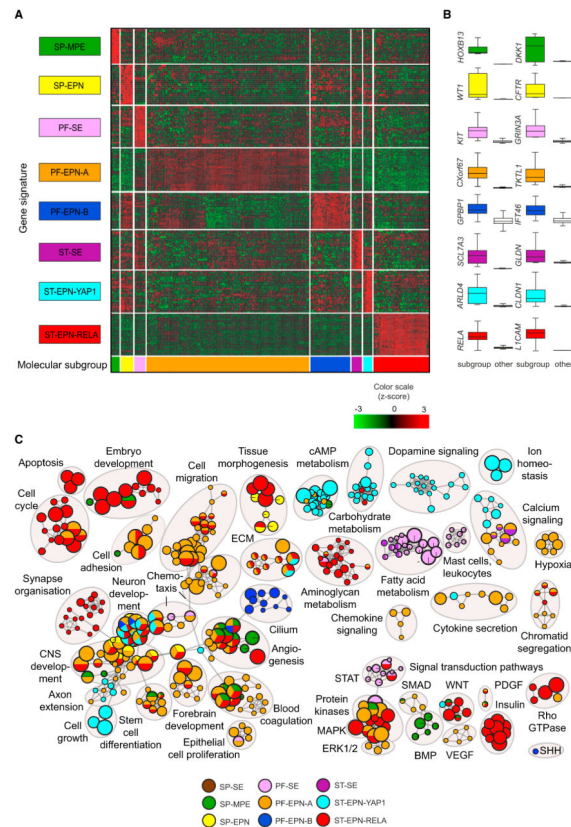 A
B
SP-MPE
SP-EPN
PF-SE
PF-EPN-A
PF-EPN-B
ST-SE
ST-EPN-YAP1
ST-EPN-RELA
Gene signature
Molecular subgroup
Color scale
(z-score)
-3 0 3
HOXB13
DKK1
WT1
CFTR
KIT
GRIN3A
CXorf67
TKTL1
GPBP1
IFT46
SCL7A3
GLDN
ARLD4
CLDN1
RELA
L1CAM
subgroup other subgroup other
C
Apoptosis
Embryo
development
Cell
migration
Tissue
morphogenesis
cAMP
metabolism
Dopamine signaling
Ion
homeo-
stasis
Cell
cycle
Cell
adhesion
ECM
Carbohydrate
metabolism
Calcium
signaling
Synapse
organisation
Neuron
develop-
ment
Chemo-
taxis
Aminoglycan
metabolism
Fatty acid
metabolism
Mast cells,
leukocytes
Hypoxia
Cilium
Chemokine
signaling
Cytokine secretion
Chromatid
segregation
CNS
develop-
ment
Angio-
genesis
Axon
extension
Cell
growth
Stem
cell
differentiation
Forebrain
development
Epithelial
cell proliferation
Blood
coagulation
STAT
Signal transduction pathways
Protein
kinases
SMAD
WNT
PDGF
Insulin
Rho
GTPase
MAPK
ERK1/2
BMP
VEGF
SHH
SP-SE
PF-SE
ST-SE
SP-MPE
PF-EPN-A
ST-EPN-YAP1
SP-EPN
PF-EPN-B
ST-EPN-RELA